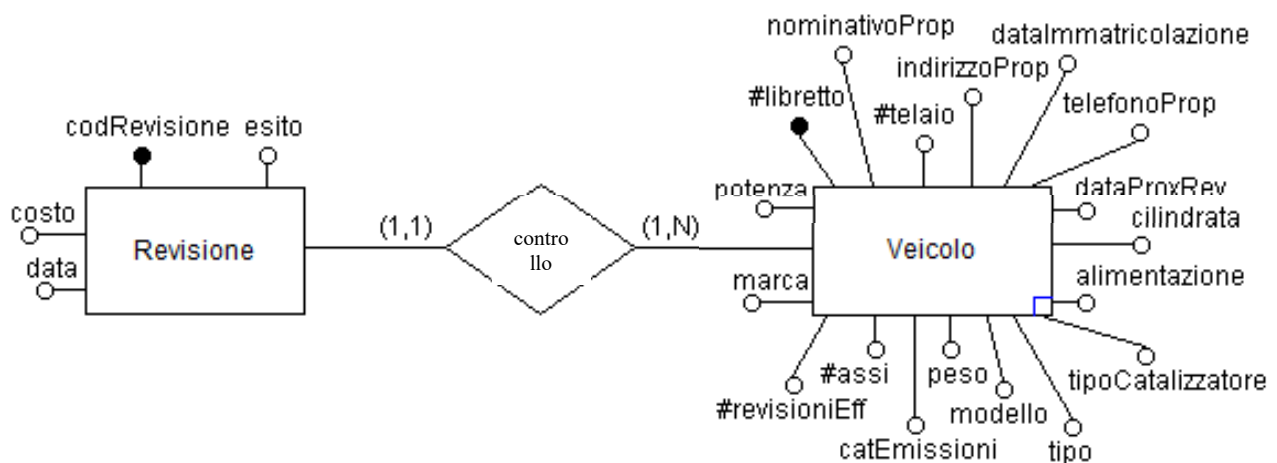 nominativoProp
dataImmatricolazione
indirizzoProp
#libretto
telefonoProp
#telaio
codRevisione esito
potenza
dataProxRev
costo
(1,1)
(1,N)
cilindrata
Revisione
contro
llo
Veicolo
data
marca
alimentazione
#assi
peso
tipoCatalizzatore
#revisioniEff
modello
catEmissioni
tipo